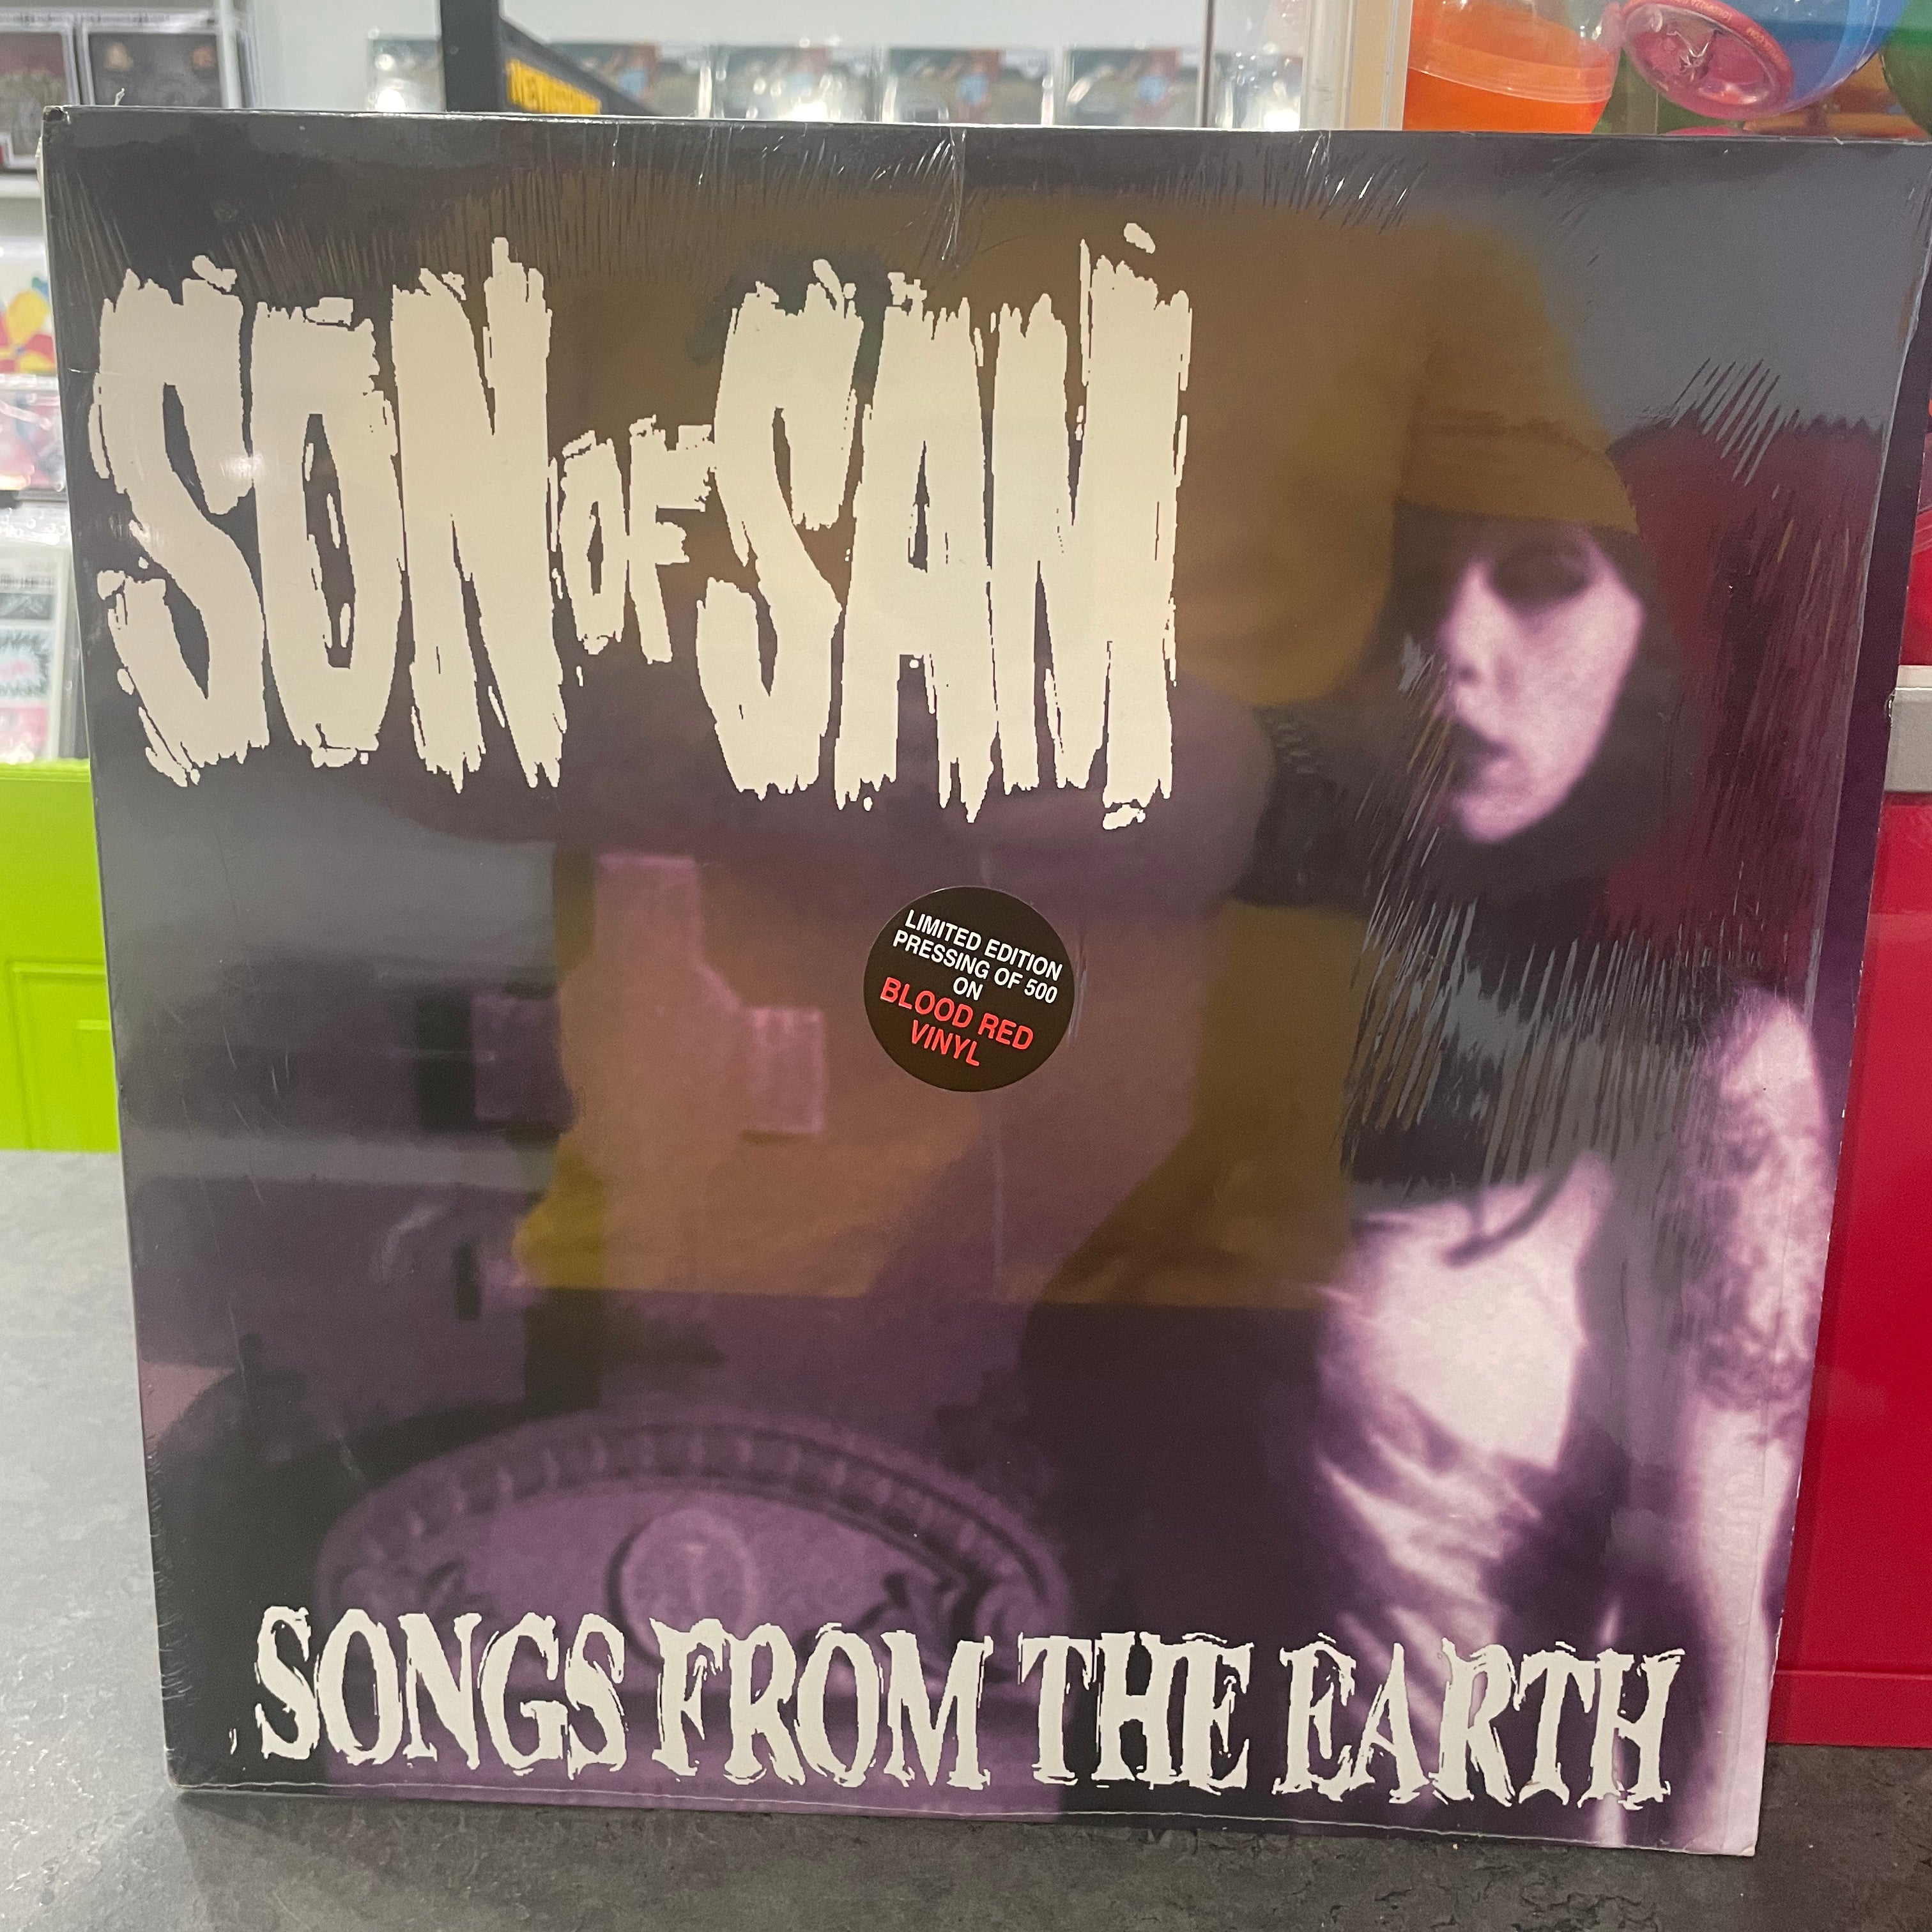 SON OF SAM
LIMITED EDITION
PRESSING OF 500
ON
BLOOD RED
VINYL
SONGS FROM THE EARTH